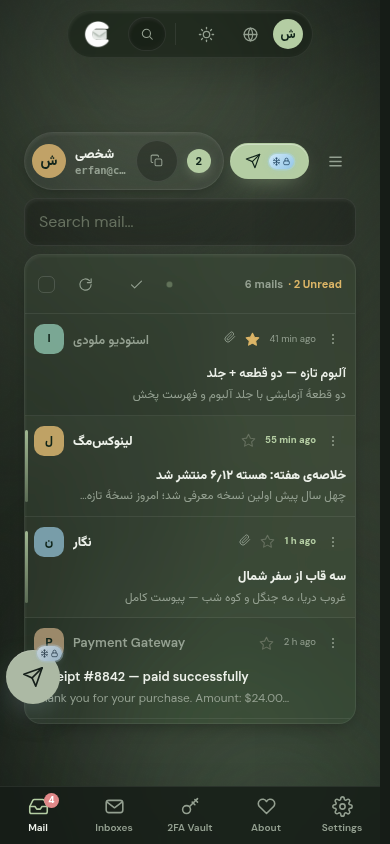 ش
شخصی
erfan@c…
ش
2
Search mail...
6 mails · 2 Unread
استودیو ملودی
ا
41 min ago
آلبوم تازه — دو قطعه + جلد
دو قطعهٔ آزمایشی با جلد آلبوم و فهرست پخش
لینوکس‌مگ
ل
55 min ago
خلاصه‌ی هفته: هسته ۶٫۱۲ منتشر شد
چهل سال پیش اولین نسخه معرفی شد؛ امروز نسخهٔ تازه…
نگار
ن
1 h ago
سه قاب از سفر شمال
غروب دریا، مه جنگل و کوه شب — پیوست کامل
P
Payment Gateway
2 h ago
eipt #8842 — paid successfully
ank you for your purchase. Amount: $24.00…
4
Mail
Inboxes
2FA Vault
About
Settings